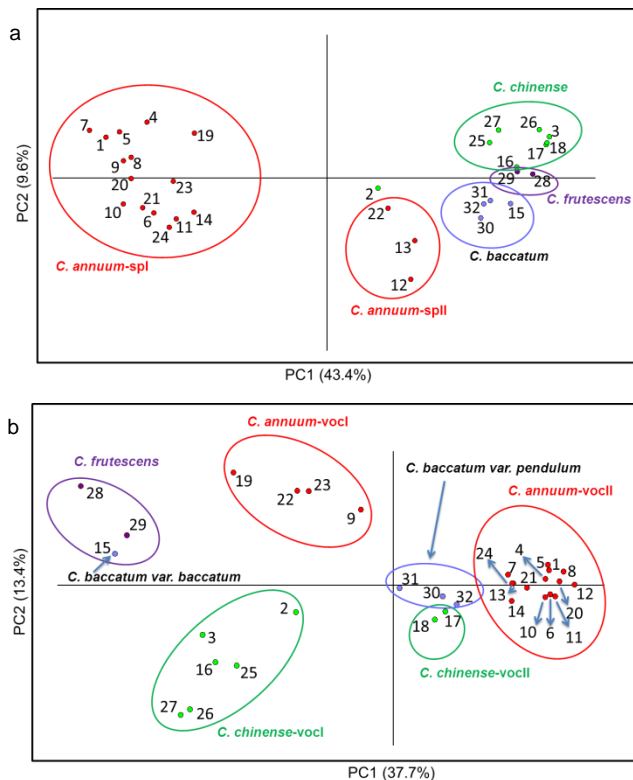 a
C. chinense
7 4 26
1 5 19 27 3
25 17 18
9 8 16
29 28
20 23 31
21 2 C. frutescens
10 6 11 14 22 32 15
24 30
13 C. baccatum
C. annuum-spI 12
C. annuum-spII
PC2 (9.6%)
PC1 (43.4%)
b
C. annuum-vocI
C. frutescens C. baccatum var. pendulum
19 C. annuum-vocII
28 22 23
29 9
15 24 4 5 1
7 8
C. baccatum var. baccatum 31 21
30 32 13 12
2 18 17 14 20
3 10 6 11
16 25
C. chinense-vocII
27 26
C. chinense-vocI
PC2 (13.4%)
PC1 (37.7%)